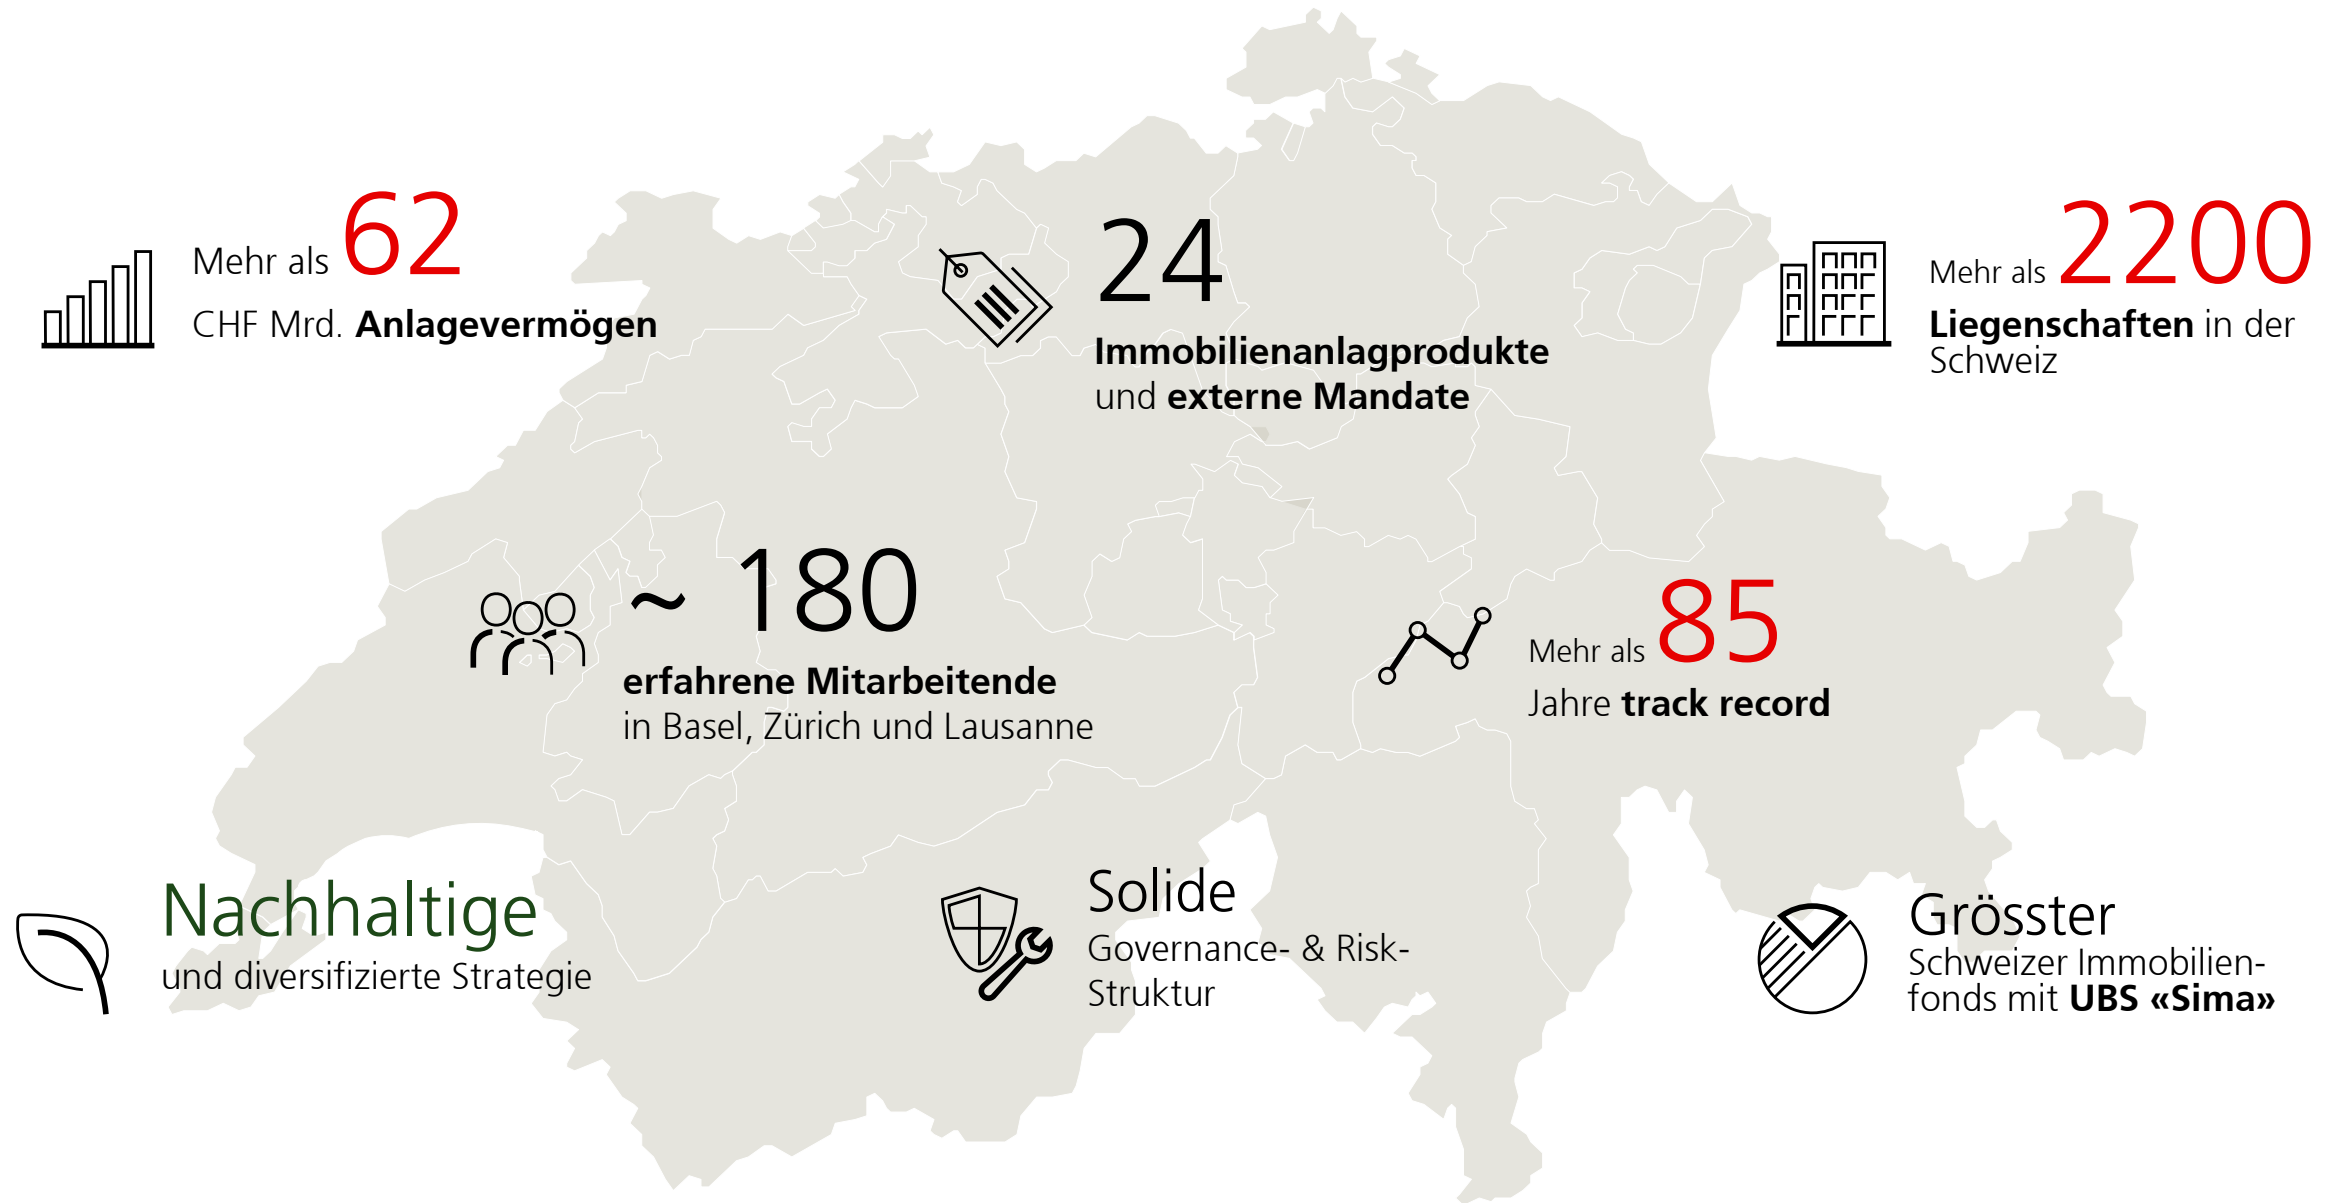 Mehr als 62
CHF Mrd. Anlagevermögen
24
Immobilienanlagprodukte
und externe Mandate
Mehr als 2200
Liegenschaften in der
Schweiz
~ 180
erfahrene Mitarbeitende
in Basel, Zürich und Lausanne
Mehr als 85
Jahre track record
Nachhaltige
und diversifizierte Strategie
Solide
Governance- & Risk-
Struktur
Grösster
Schweizer Immobilien-
fonds mit UBS «Sima»